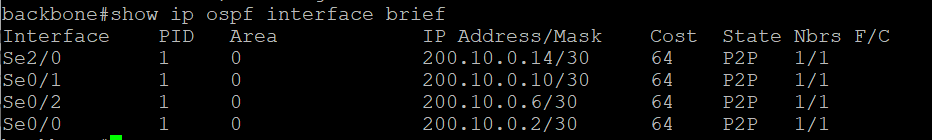 backbone#show ip ospf interface brief
Interface    PID   Area            IP Address/Mask    Cost  State Nbrs F/C
Se2/0        1     0               200.10.0.14/30     64    P2P   1/1
Se0/1        1     0               200.10.0.10/30     64    P2P   1/1
Se0/2        1     0               200.10.0.6/30      64    P2P   1/1
Se0/0        1     0               200.10.0.2/30      64    P2P   1/1